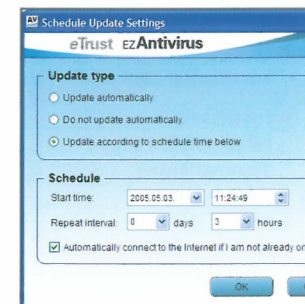 AV Schedule Update Settings
eTrust EZAntivirus
Update type
Update automatically
Do not update automatically
Update according to schedule time below
Schedule
Start time: 2005.05.03. 11:24:49
Repeat interval: 0 days 3 hours
Automatically connect to the Internet if I am not already on
OK